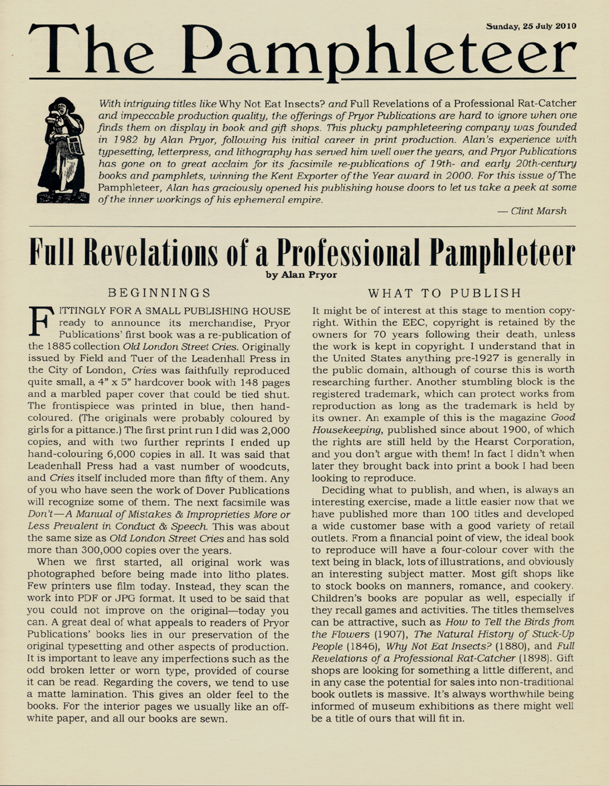 Sunday, 25 July 2010
The Pamphleteer
With intriguing titles like Why Not Eat Insects? and Full Revelations of a Professional Rat-Catcher
and impeccable production quality, the offerings of Pryor Publications are hard to ignore when one
finds them on display in book and gift shops. This plucky pamphleteering company was founded
in 1982 by Alan Pryor, following his initial career in print production. Alan's experience with
typesetting, letterpress, and lithography has served him well over the years, and Pryor Publications
has gone on to great acclaim for its facsimile re-publications of 19th- and early 20th-century
books and pamphlets, winning the Kent Exporter of the Year award in 2000. For this issue of The
Pamphleteer, Alan has graciously opened his publishing house doors to let us take a peek at some
of the inner workings of his ephemeral empire.
— Clint Marsh
Full Revelations of a Professional Pamphleteer
by Alan Pryor
BEGINNINGS
FITTINGLY FOR A SMALL PUBLISHING HOUSE
ready to announce its merchandise, Pryor
Publications' first book was a re-publication of
the 1885 collection Old London Street Cries. Originally
issued by Field and Tuer of the Leadenhall Press in
the City of London, Cries was faithfully reproduced
quite small, a 4" x 5" hardcover book with 148 pages
and a marbled paper cover that could be tied shut.
The frontispiece was printed in blue, then hand-
coloured. (The originals were probably coloured by
girls for a pittance.) The first print run I did was 2,000
copies, and with two further reprints I ended up
hand-colouring 6,000 copies in all. It was said that
Leadenhall Press had a vast number of woodcuts,
and Cries itself included more than fifty of them. Any
of you who have seen the work of Dover Publications
will recognize some of them. The next facsimile was
Don't—A Manual of Mistakes & Improprieties More or
Less Prevalent in Conduct & Speech. This was about
the same size as Old London Street Cries and has sold
more than 300,000 copies over the years.
When we first started, all original work was
photographed before being made into litho plates.
Few printers use film today. Instead, they scan the
work into PDF or JPG format. It used to be said that
you could not improve on the original—today you
can. A great deal of what appeals to readers of Pryor
Publications' books lies in our preservation of the
original typesetting and other aspects of production.
It is important to leave any imperfections such as the
odd broken letter or worn type, provided of course
it can be read. Regarding the covers, we tend to use
a matte lamination. This gives an older feel to the
books. For the interior pages we usually like an off-
white paper, and all our books are sewn.
WHAT TO PUBLISH
It might be of interest at this stage to mention copy-
right. Within the EEC, copyright is retained by the
owners for 70 years following their death, unless
the work is kept in copyright. I understand that in
the United States anything pre-1927 is generally in
the public domain, although of course this is worth
researching further. Another stumbling block is the
registered trademark, which can protect works from
reproduction as long as the trademark is held by
its owner. An example of this is the magazine Good
Housekeeping, published since about 1900, of which
the rights are still held by the Hearst Corporation,
and you don't argue with them! In fact I didn't when
later they brought back into print a book I had been
looking to reproduce.
Deciding what to publish, and when, is always an
interesting exercise, made a little easier now that we
have published more than 100 titles and developed
a wide customer base with a good variety of retail
outlets. From a financial point of view, the ideal book
to reproduce will have a four-colour cover with the
text being in black, lots of illustrations, and obviously
an interesting subject matter. Most gift shops like
to stock books on manners, romance, and cookery.
Children's books are popular as well, especially if
they recall games and activities. The titles themselves
can be attractive, such as How to Tell the Birds from
the Flowers (1907), The Natural History of Stuck-Up
People (1846), Why Not Eat Insects? (1880), and Full
Revelations of a Professional Rat-Catcher (1898). Gift
shops are looking for something a little different, and
in any case the potential for sales into non-traditional
book outlets is massive. It's always worthwhile being
informed of museum exhibitions as there might well
be a title of ours that will fit in.